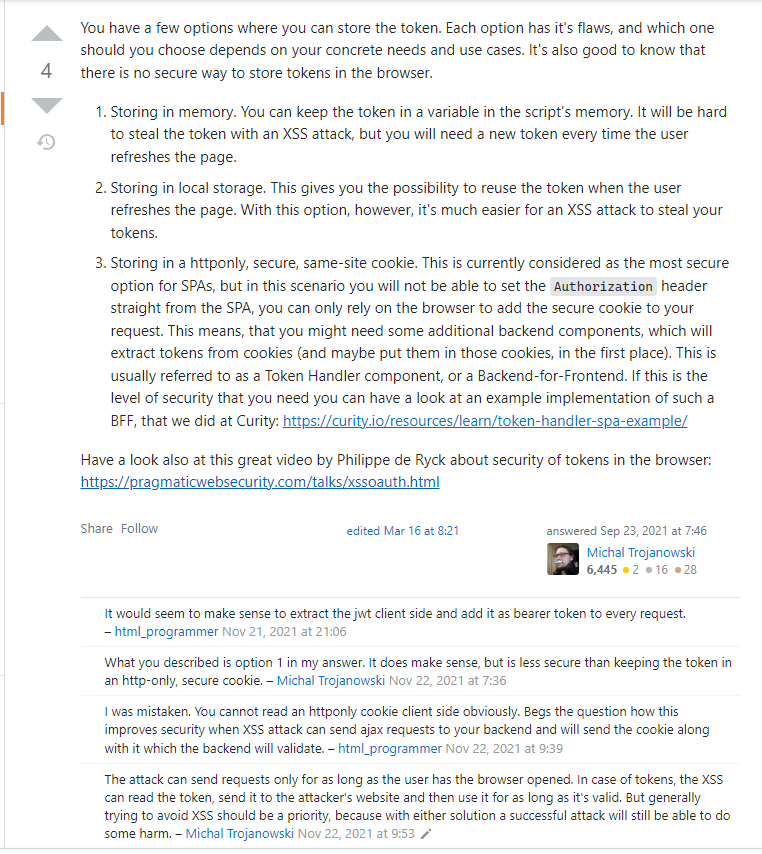 You have a few options where you can store the token. Each option has it's flaws, and which one
should you choose depends on your concrete needs and use cases. It's also good to know that
4
there is no secure way to store tokens in the browser.
1. Storing in memory. You can keep the token in a variable in the script's memory. It will be hard
to steal the token with an XSS attack, but you will need a new token every time the user
refreshes the page.
2. Storing in local storage. This gives you the possibility to reuse the token when the user
refreshes the page. With this option, however, it's much easier for an XSS attack to steal your
tokens.
3. Storing in a httponly, secure, same-site cookie. This is currently considered as the most secure
option for SPAs, but in this scenario you will not be able to set the Authorization header
straight from the SPA, you can only rely on the browser to add the secure cookie to your
request. This means, that you might need some additional backend components, which will
extract tokens from cookies (and maybe put them in those cookies, in the first place). This is
usually referred to as a Token Handler component, or a Backend-for-Frontend. If this is the
level of security that you need you can have a look at an example implementation of such a
BFF, that we did at Curity: https://curity.io/resources/learn/token-handler-spa-example/
Have a look also at this great video by Philippe de Ryck about security of tokens in the browser:
https://pragmaticwebsecurity.com/talks/xssoauth.html
Share Follow
edited Mar 16 at 8:21
answered Sep 23, 2021 at 7:46
Michal Trojanowski
6,445 2 16 28
It would seem to make sense to extract the jwt client side and add it as bearer token to every request.
– html_programmer Nov 21, 2021 at 21:06
What you described is option 1 in my answer. It does make sense, but is less secure than keeping the token in
an http-only, secure cookie. – Michal Trojanowski Nov 22, 2021 at 7:36
I was mistaken. You cannot read an httponly cookie client side obviously. Begs the question how this
improves security when XSS attack can send ajax requests to your backend and will send the cookie along
with it which the backend will validate. – html_programmer Nov 22, 2021 at 9:39
The attack can send requests only for as long as the user has the browser opened. In case of tokens, the XSS
can read the token, send it to the attacker's website and then use it for as long as it's valid. But generally
trying to avoid XSS should be a priority, because with either solution a successful attack will still be able to do
some harm. – Michal Trojanowski Nov 22, 2021 at 9:53